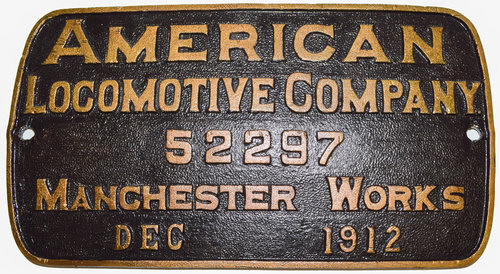 AMERICAN
LOCOMOTIVE COMPANY
52297
MANCHESTER WORKS
DEC 1912